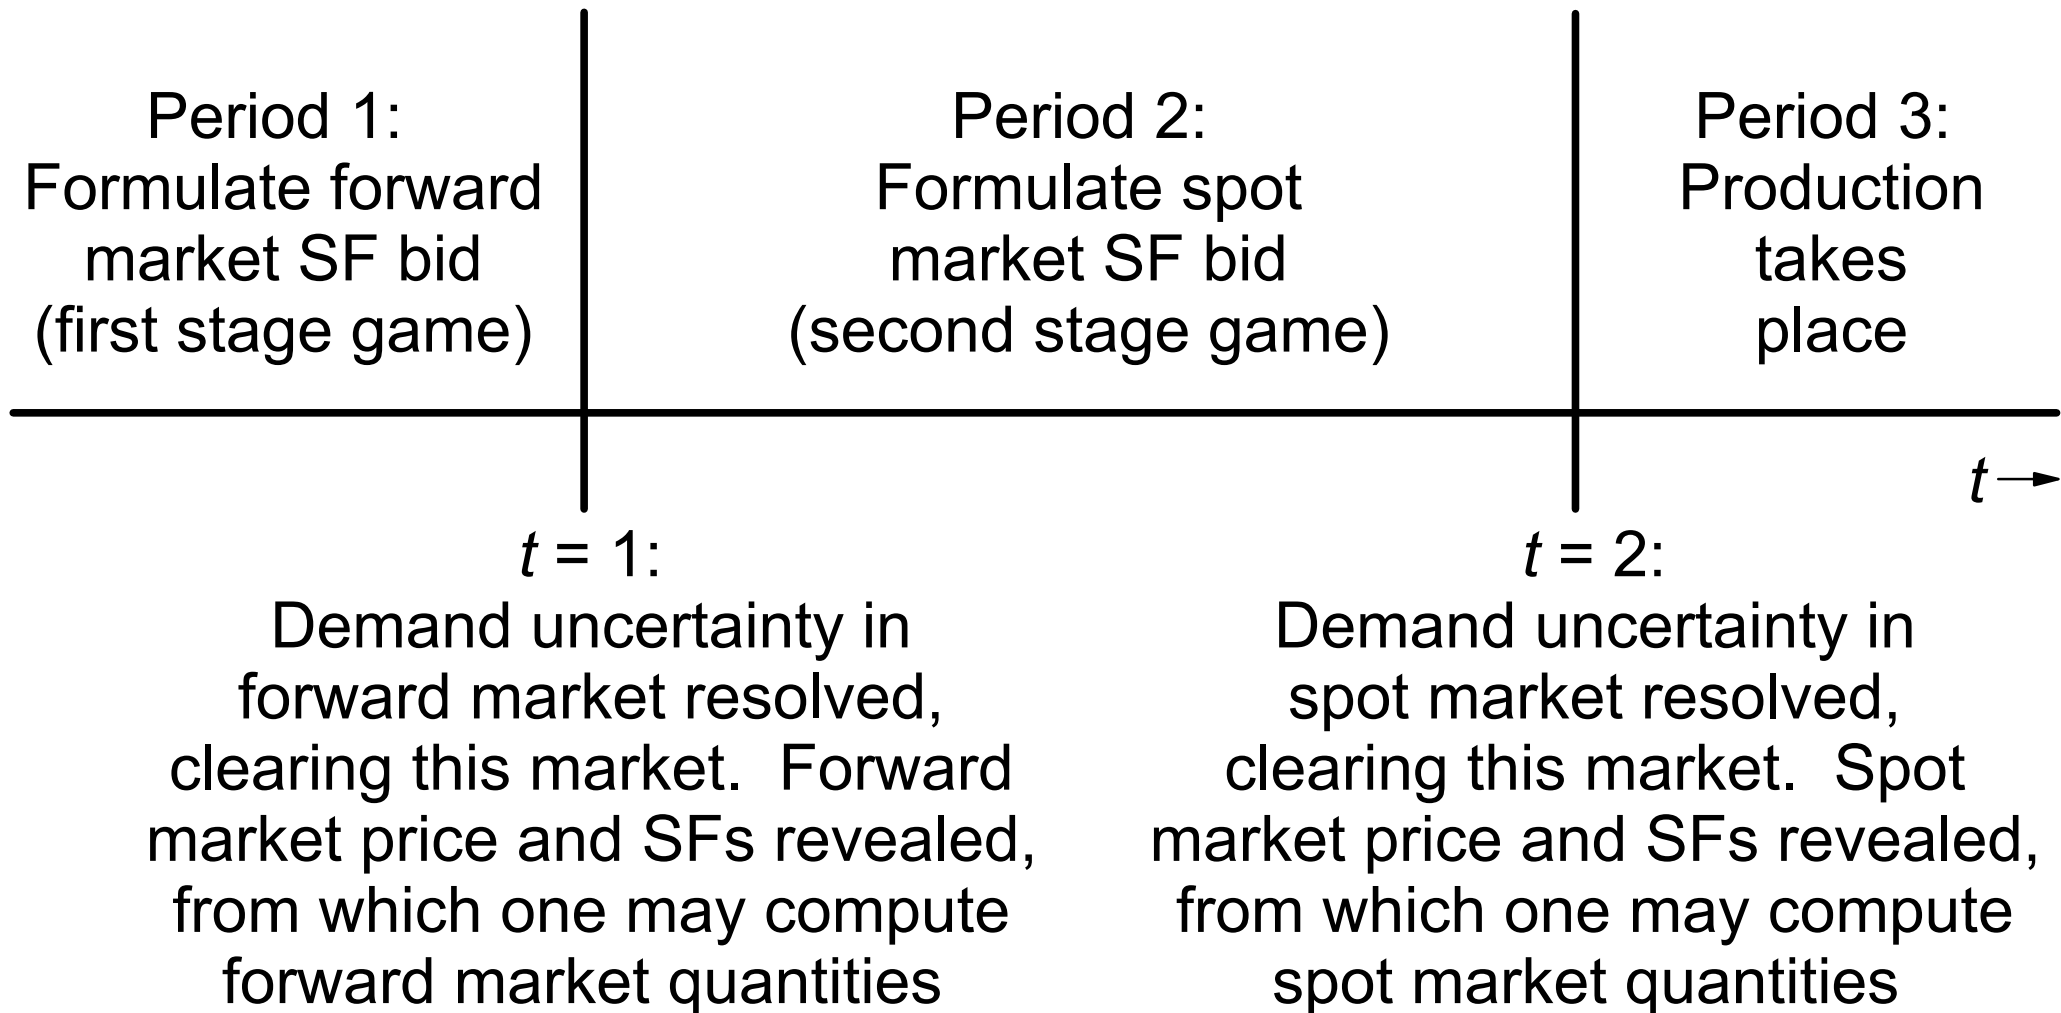 Period 1:
Formulate forward
market SF bid
(first stage game)
Period 2:
Formulate spot
market SF bid
(second stage game)
Period 3:
Production
takes
place
t
t = 1:
Demand uncertainty in
forward market resolved,
clearing this market.  Forward
market price and SFs revealed,
from which one may compute
forward market quantities
t = 2:
Demand uncertainty in
spot market resolved,
clearing this market.  Spot
market price and SFs revealed,
from which one may compute
spot market quantities